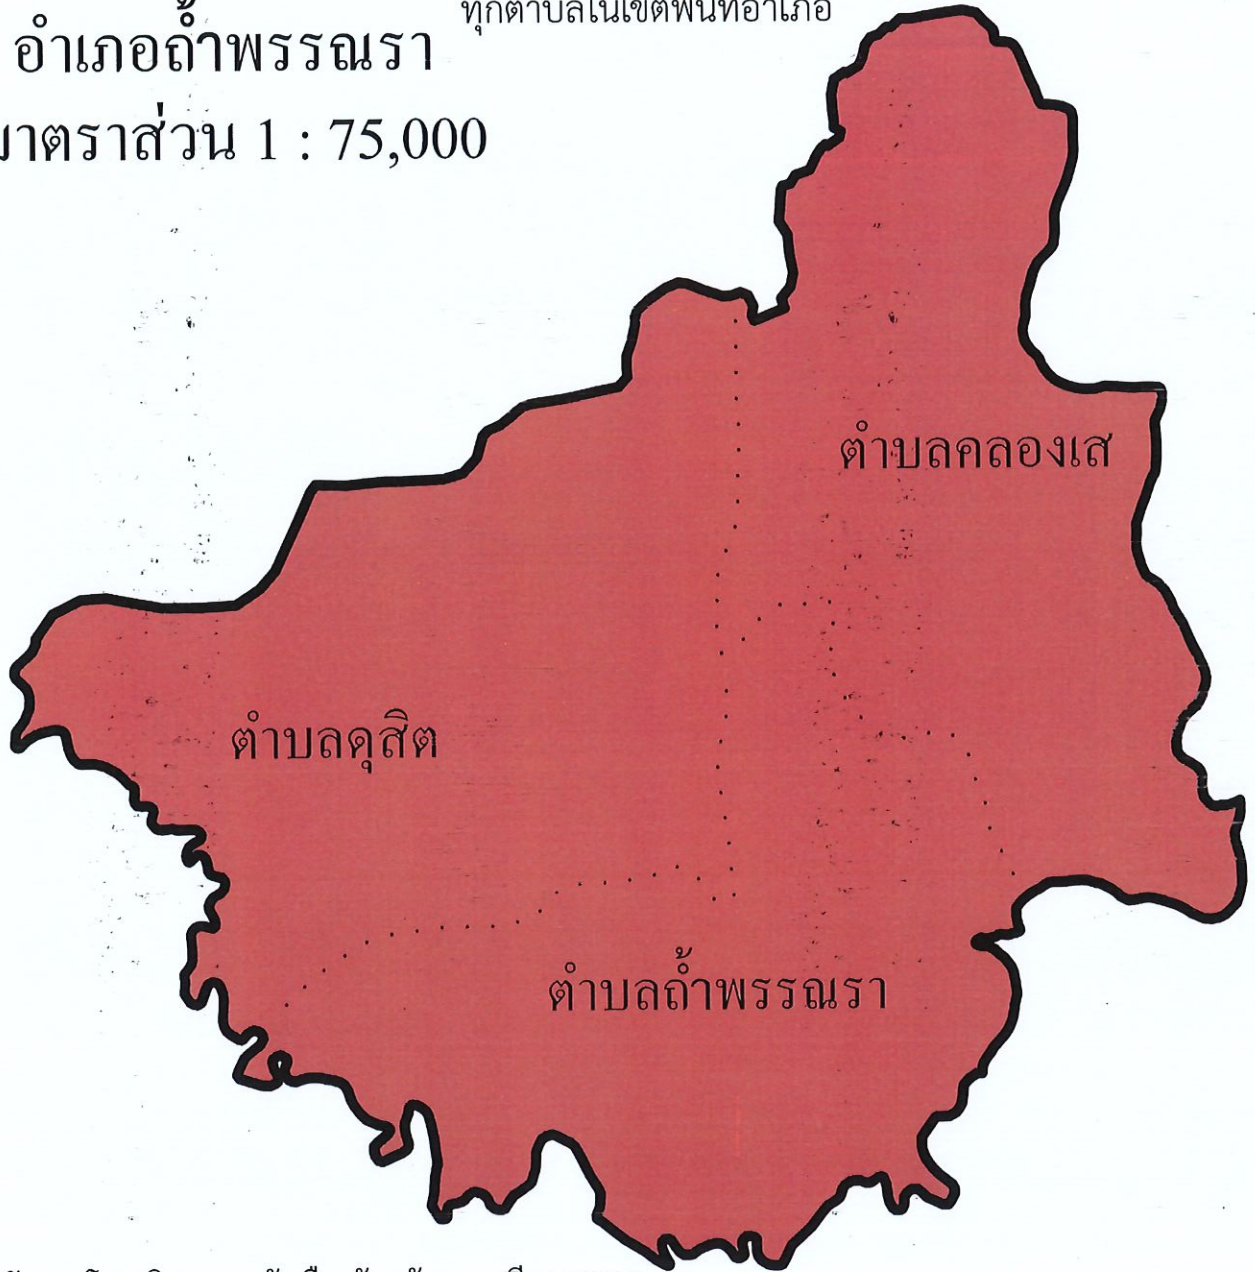 ทุกตำบลในเขตพื้นที่อำเภอ
อำเภอถ้ำพรรณรา
มาตราส่วน 1 : 75,000
ตำบลคลองเส
ตำบลดุสิต
ตำบลถ้ำพรรณรา